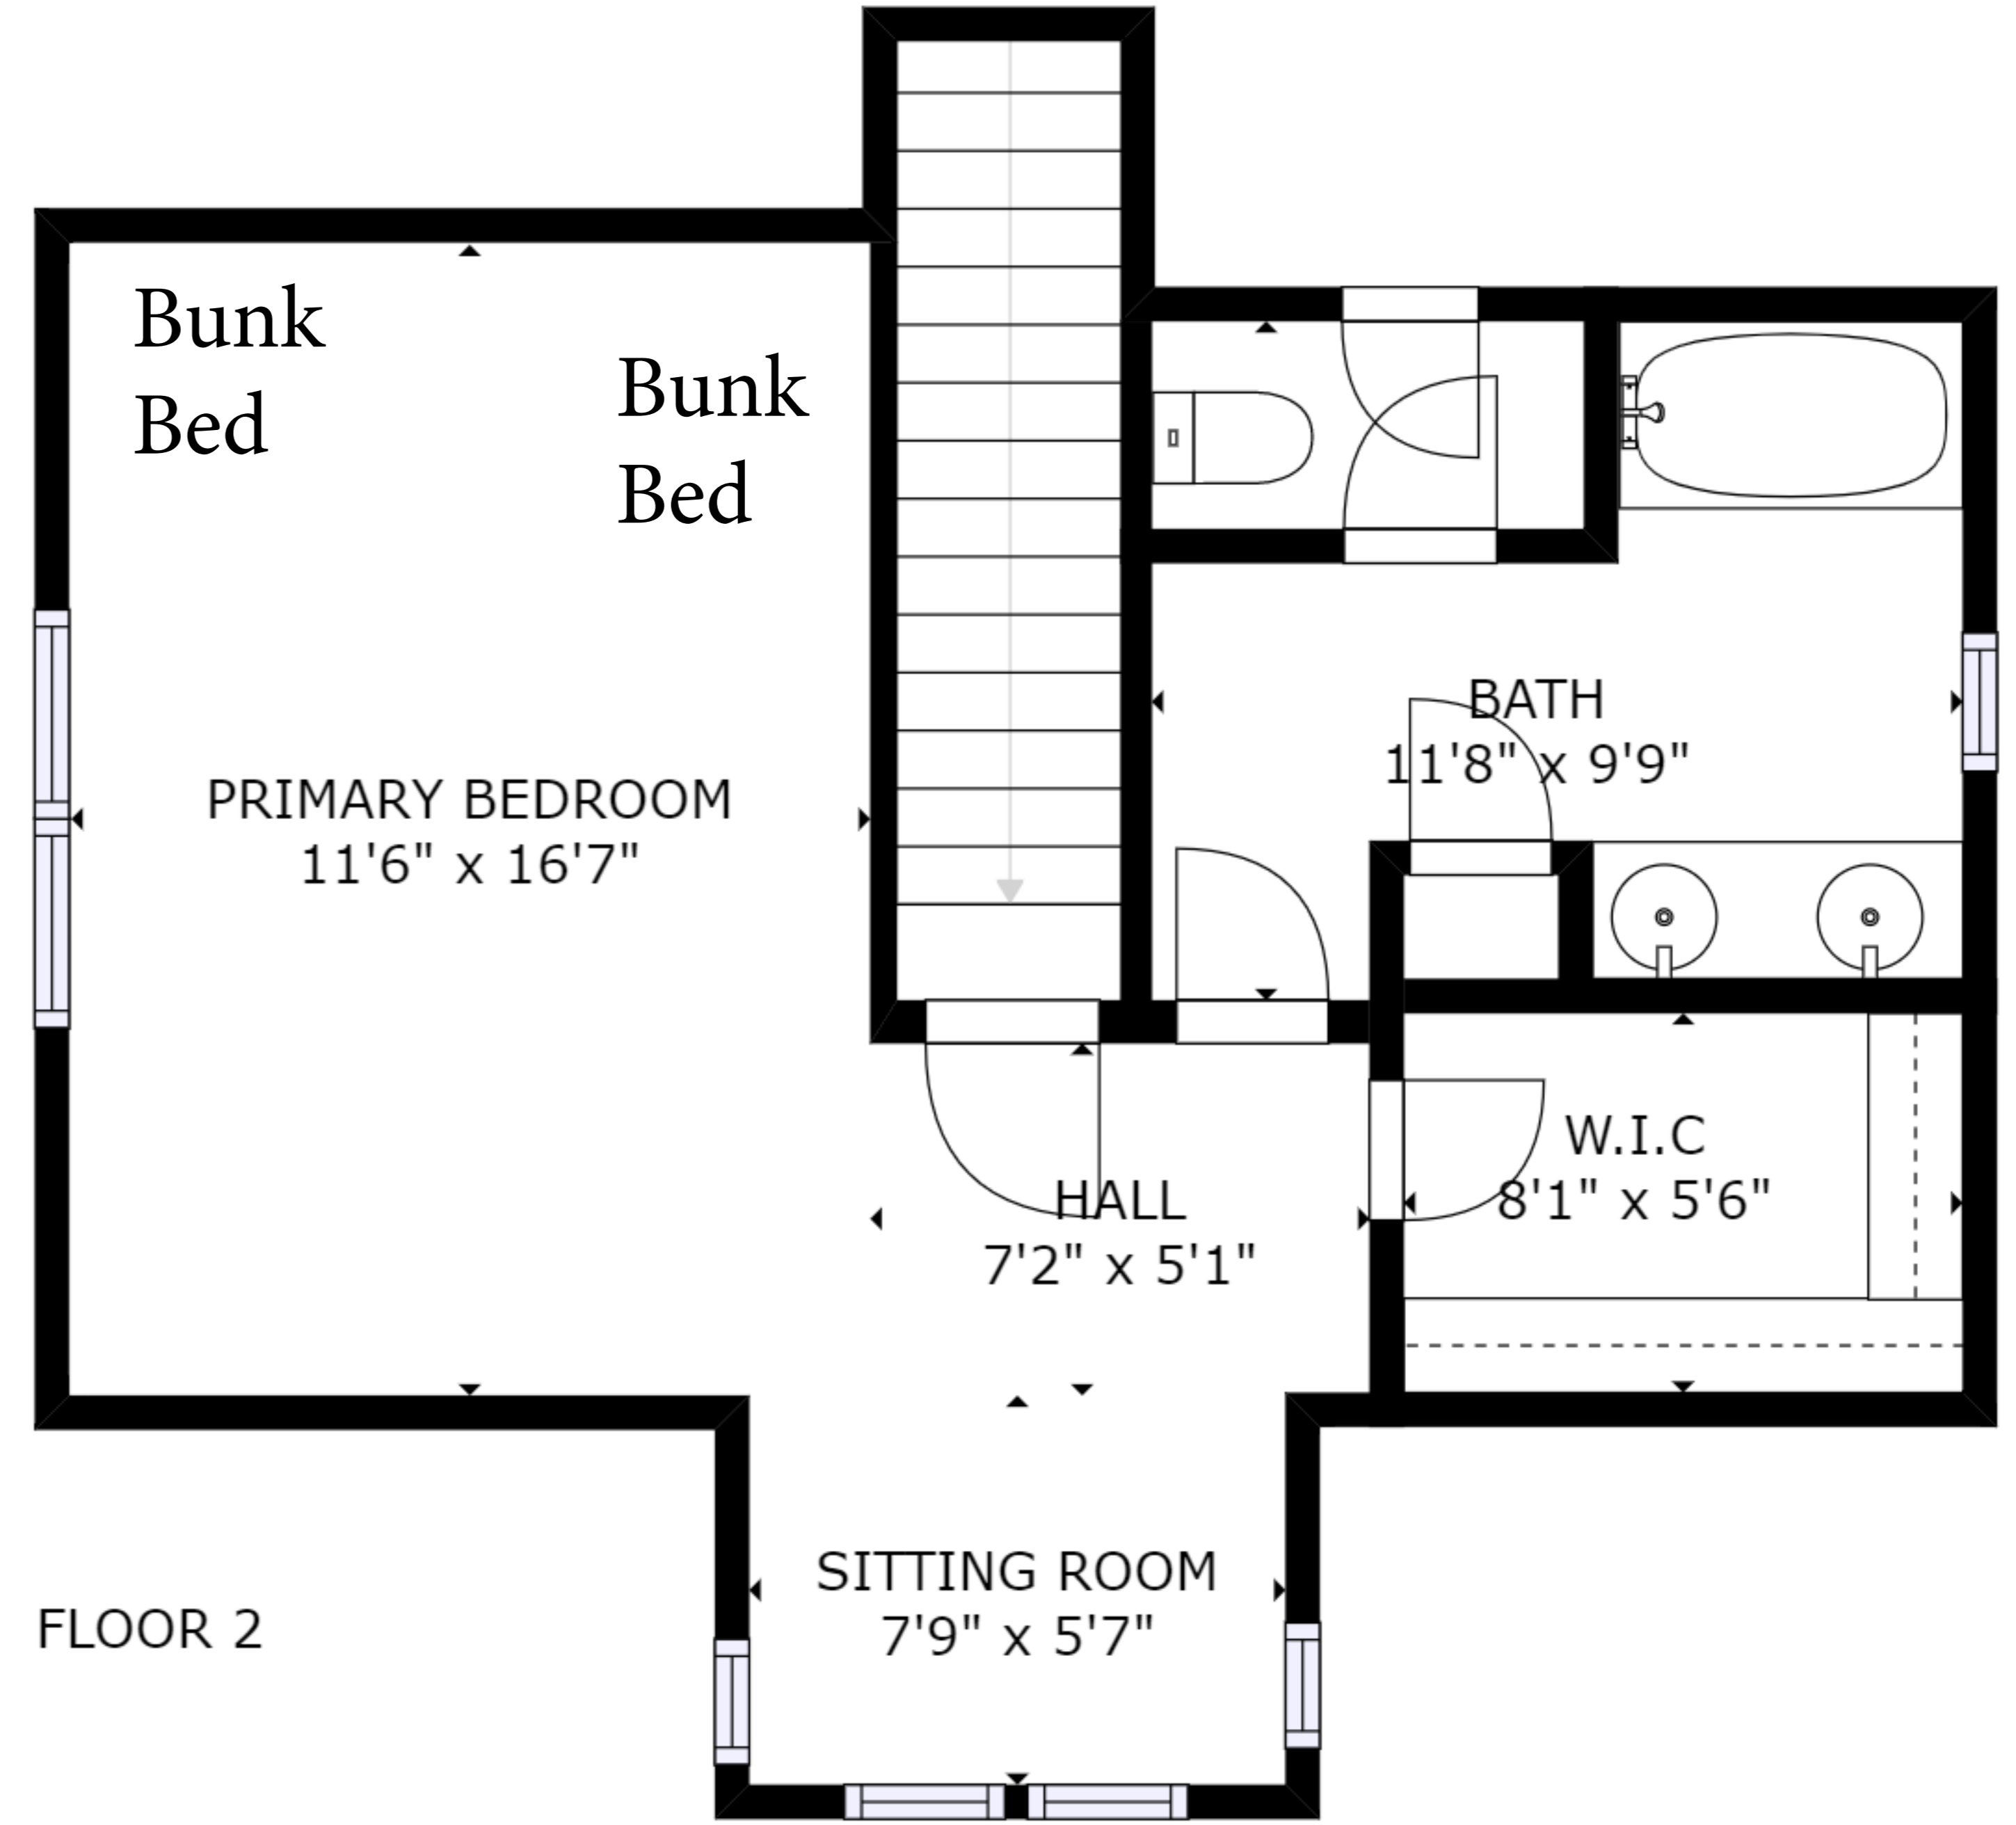 Bunk
Bed
Bunk
Bed
PRIMARY BEDROOM
11'6" x 16'7"
BATH
11'8" x 9'9"
W.I.C
8'1" x 5'6"
HALL
7'2" x 5'1"
SITTING ROOM
7'9" x 5'7"
FLOOR 2